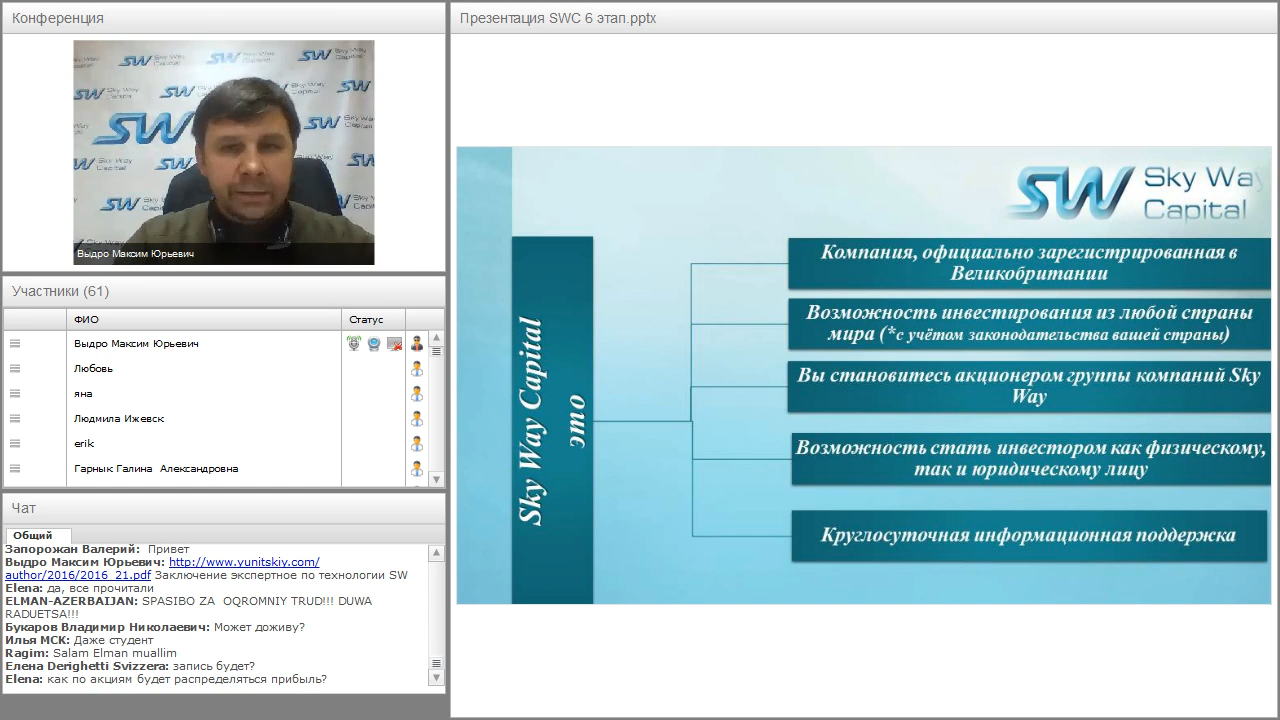 Конференция
SW Sky Way Capital
Выдро Максим Юрьевич
Участники (61)
ФИО Статус
Выдро Максим Юрьевич
Любовь
яна
Людмила Ижевск
erik
Гарнык Галина Александровна
Чат
Общий
Запорожан Валерий: Привет
Выдро Максим Юрьевич: http://www.yunitskiy.com/
author/2016/2016_21.pdf Заключение экспертное по технологии SW
Elena: да, все прочитали
ELMAN-AZERBAIJAN: SPASIBO ZA OQROMNIY TRUD!!! DUWA
RADUETSA!!!
Букаров Владимир Николаевич: Может доживу?
Илья МСК: Даже студент
Ragim: Salam Elman muallim
Елена Derighetti Svizzera: запись будет?
Elena: как по акциям будет распределяться прибыль?
Презентация SWC 6 этап.pptx
SW Sky Way
Capital
Sky Way Capital
это
Компания, официально зарегистрированная в
Великобритании
Возможность инвестирования из любой страны
мира (*с учётом законодательства вашей страны)
Вы становитесь акционером группы компаний Sky
Way
Возможность стать инвестором как физическому,
так и юридическому лицу
Круглосуточная информационная поддержка